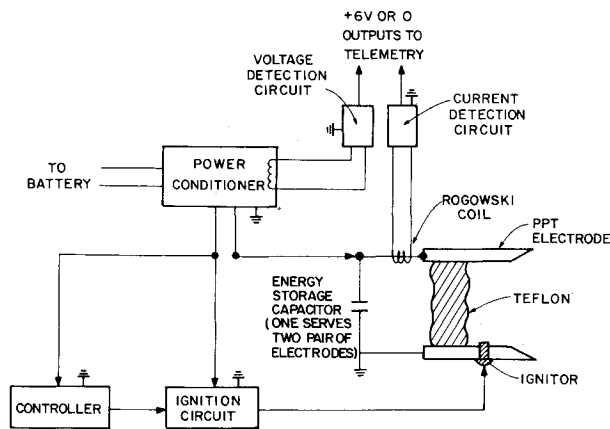 +6V OR O
OUTPUTS TO
TELEMETRY
VOLTAGE
DETECTION
CIRCUIT
CURRENT
DETECTION
CIRCUIT
TO
BATTERY
POWER
CONDITIONER
ROGOWSKI
COIL
PPT
ELECTRODE
ENERGY
STORAGE
CAPACITOR
(ONE SERVES
TWO PAIR OF
ELECTRODES)
TEFLON
IGNITOR
CONTROLLER
IGNITION
CIRCUIT